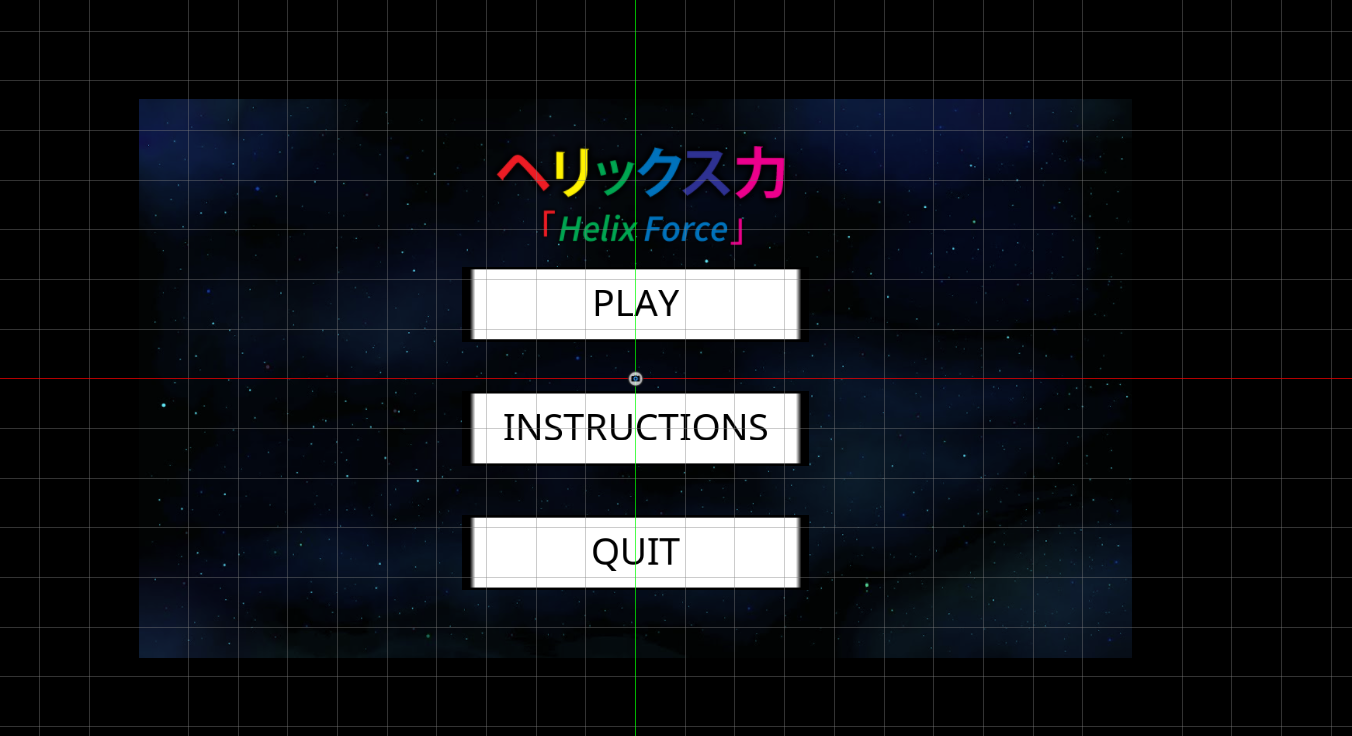 ヘリックス力
「Helix Force」
PLAY
INSTRUCTIONS
QUIT